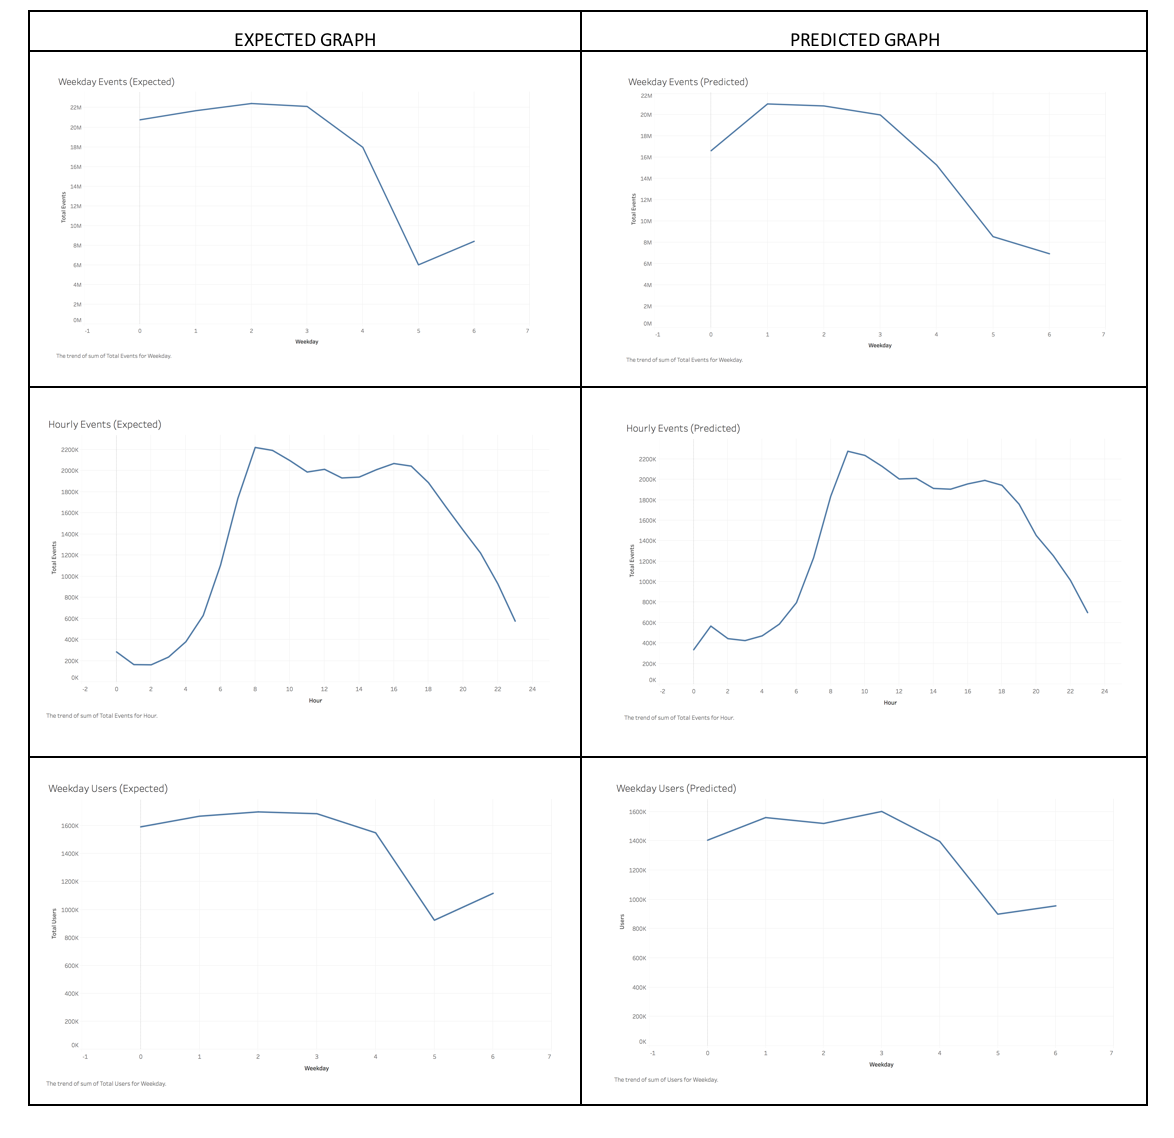 EXPECTED GRAPH
PREDICTED GRAPH
Weekday Events (Expected)
22M
20M
18M
16M
14M
12M
10M
8M
6M
4M
2M
0M
Total Events
-1 0 1 2 3 4 5 6 7
Weekday
The trend of sum of Total Events for Weekday.
Weekday Events (Predicted)
22M
20M
18M
16M
14M
12M
10M
8M
6M
4M
2M
0M
Total Events
-1 0 1 2 3 4 5 6 7
Weekday
The trend of sum of Total Events for Weekday.
Hourly Events (Expected)
2200K
2000K
1800K
1600K
1400K
1200K
1000K
800K
600K
400K
200K
0K
Total Events
-2 0 2 4 6 8 10 12 14 16 18 20 22 24
Hour
The trend of sum of Total Events for Hour.
Hourly Events (Predicted)
2200K
2000K
1800K
1600K
1400K
1200K
1000K
800K
600K
400K
200K
0K
Total Events
-2 0 2 4 6 8 10 12 14 16 18 20 22 24
Hour
The trend of sum of Total Events for Hour.
Weekday Users (Expected)
1600K
1400K
1200K
1000K
800K
600K
400K
200K
0K
Total Users
-1 0 1 2 3 4 5 6 7
Weekday
The trend of sum of Total Users for Weekday.
Weekday Users (Predicted)
1600K
1400K
1200K
1000K
800K
600K
400K
200K
0K
Users
-1 0 1 2 3 4 5 6 7
Weekday
The trend of sum of Users for Weekday.